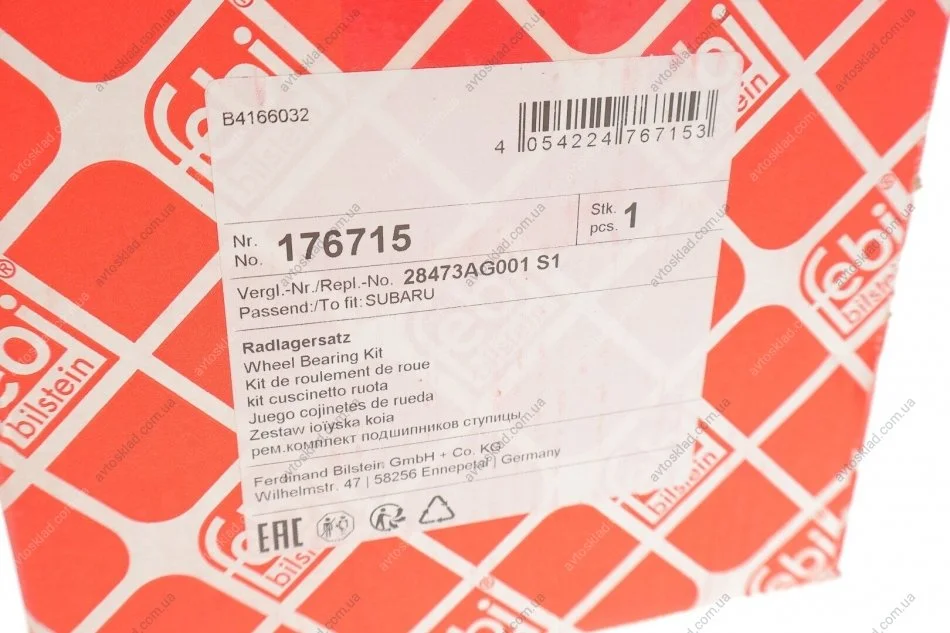 B4166032
4 054224 767153
Nr.
No. 176715
Stk.
pcs. 1
Vergl.-Nr./Repl.-No. 28473AG001 S1
Passend:/To fit: SUBARU
Radlagersatz
Wheel Bearing Kit
Kit de roulement de roue
kit cuscinetto ruota
Juego cojinetes de rueda
Zestaw ioïyska koia
рем.комплект подшипников ступицы
Ferdinand Bilstein GmbH + Co. KG
Wilhelmstr. 47 | 58256 Ennepetal | Germany
EAC
febi
bilstein
avtosklad.com.ua